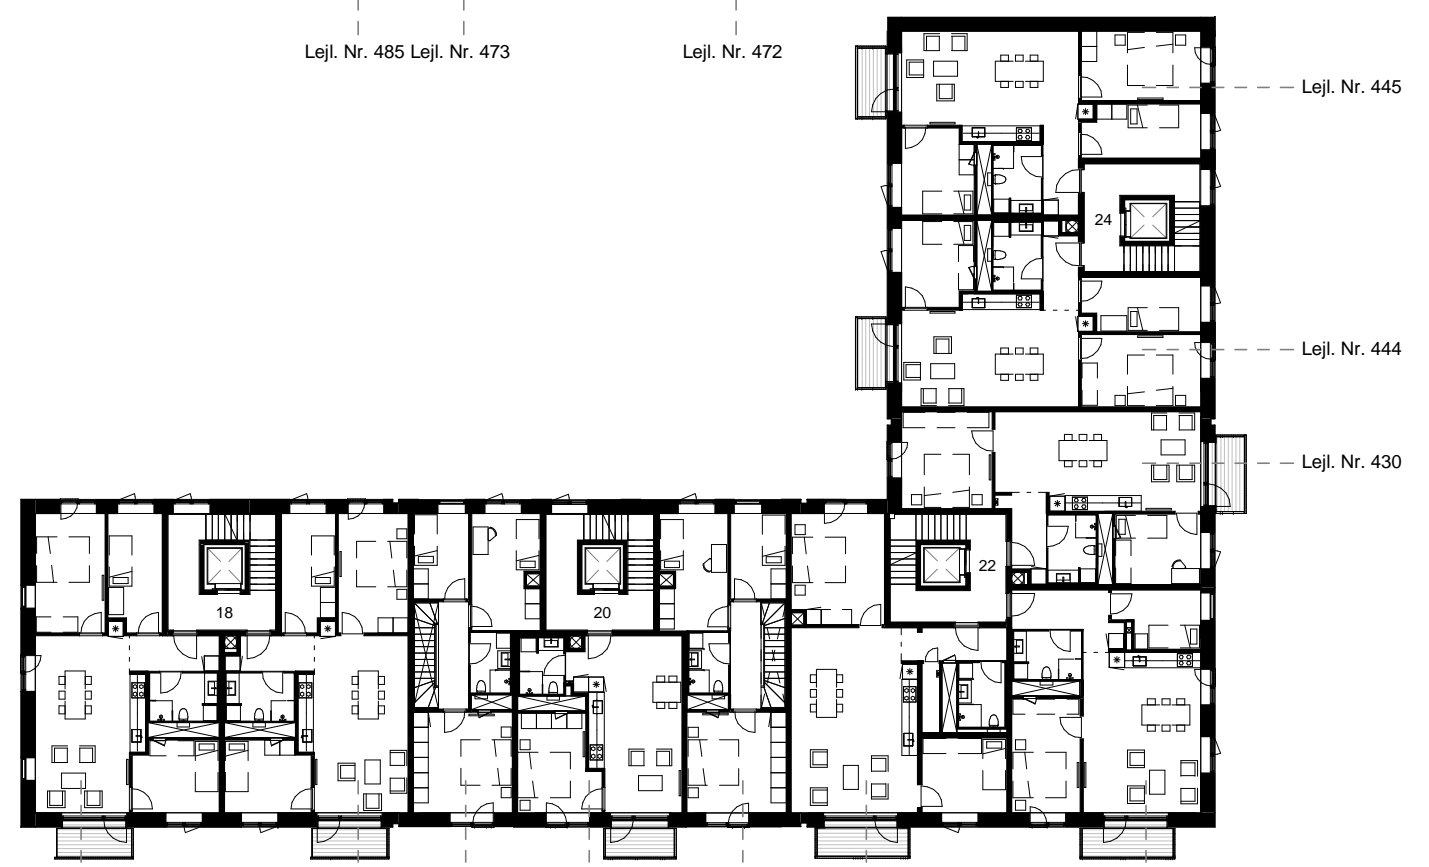 Lejl. Nr. 485 Lejl. Nr. 473
Lejl. Nr. 472
Lejl. Nr. 445
24
Lejl. Nr. 444
Lejl. Nr. 430
22
18
20